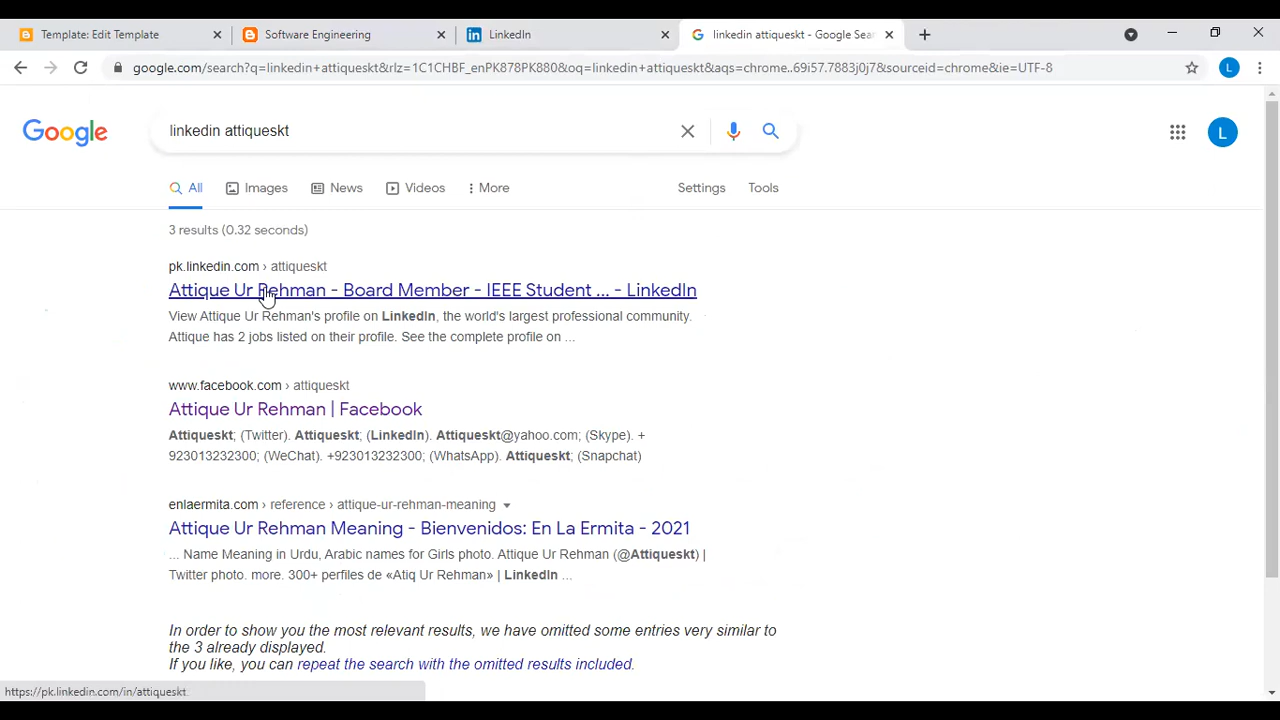 Template: Edit Template
Software Engineering
LinkedIn
linkedin attiqueskt - Google Sear
google.com/search?q=linkedin+attiqueskt&rlz=1C1CHBF_enPK878PK880&oq=linkedin+attiqueskt&aqs=chrome..69i57.7883j0j7&sourceid=chrome&ie=UTF-8
L
Google
linkedin attiqueskt
L
All
Images
News
Videos
More
Settings
Tools
3 results (0.32 seconds)
pk.linkedin.com › attiqueskt
Attique Ur Rehman - Board Member - IEEE Student ... - LinkedIn
View Attique Ur Rehman's profile on LinkedIn, the world's largest professional community.
Attique has 2 jobs listed on their profile. See the complete profile on ...
www.facebook.com › attiqueskt
Attique Ur Rehman | Facebook
Attiqueskt; (Twitter). Attiqueskt; (LinkedIn). Attiqueskt@yahoo.com; (Skype). +
923013232300; (WeChat). +923013232300; (WhatsApp). Attiqueskt; (Snapchat)
enlaermita.com › reference › attique-ur-rehman-meaning
Attique Ur Rehman Meaning - Bienvenidos: En La Ermita - 2021
... Name Meaning in Urdu, Arabic names for Girls photo. Attique Ur Rehman (@Attiqueskt) |
Twitter photo. more. 300+ perfiles de «Atiq Ur Rehman» | LinkedIn ...
In order to show you the most relevant results, we have omitted some entries very similar to
the 3 already displayed.
If you like, you can repeat the search with the omitted results included.
https://pk.linkedin.com/in/attiqueskt